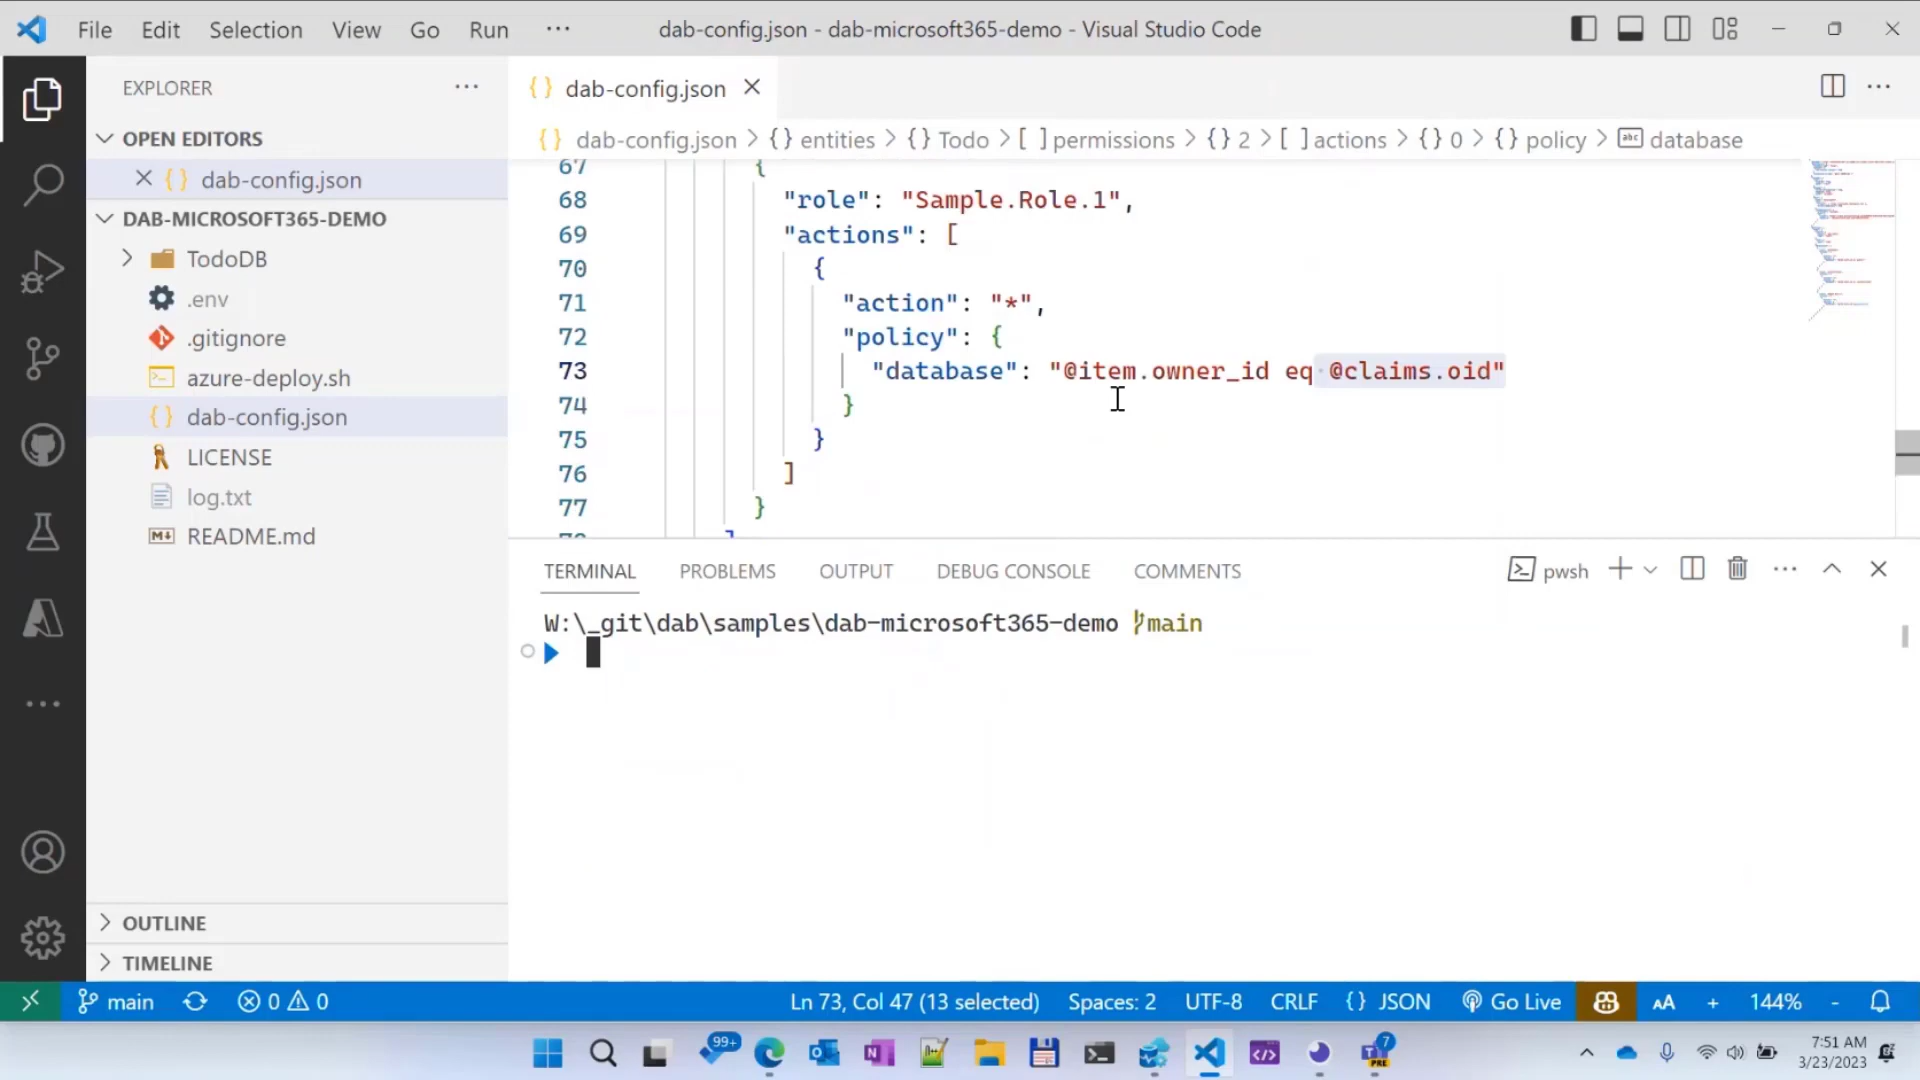 File Edit Selection View Go Run ··· dab-config.json - dab-microsoft365-demo - Visual Studio Code
EXPLORER ···
OPEN EDITORS
dab-config.json
DAB-MICROSOFT365-DEMO
TodoDB
.env
.gitignore
azure-deploy.sh
dab-config.json
LICENSE
log.txt
README.md
OUTLINE
TIMELINE
{} dab-config.json
{} dab-config.json > {} entities > {} Todo > [ ] permissions > {} 2 > [ ] actions > {} 0 > {} policy > abc database
67 {
68 "role": "Sample.Role.1",
69 "actions": [
70 {
71 "action": "*",
72 "policy": {
73 "database": "@item.owner_id eq @claims.oid"
74 }
75 }
76 ]
77 }
TERMINAL PROBLEMS OUTPUT DEBUG CONSOLE COMMENTS pwsh
W:\_git\dab\samples\dab-microsoft365-demo main
main 0 0 Ln 73, Col 47 (13 selected) Spaces: 2 UTF-8 CRLF {} JSON Go Live AA + 144% -
99+ 7 PRE
7:51 AM
3/23/2023